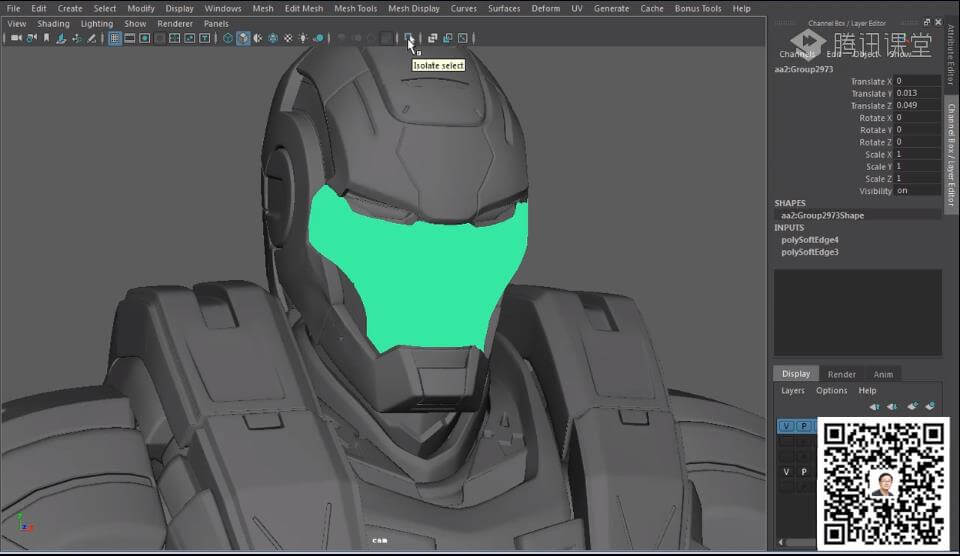 File Edit Create Select Modify Display Windows Mesh Edit Mesh Mesh Tools Mesh Display Curves Surfaces Deform UV Generate Cache Bonus Tools Help
View Shading Lighting Show Renderer Panels
Isolate select
cam
Channel Box / Layer Editor
腾讯课堂
Channels Edit Object Show
aa2:Group2973
Translate X 0
Translate Y 0.013
Translate Z 0.049
Rotate X 0
Rotate Y 0
Rotate Z 0
Scale X 1
Scale Y 1
Scale Z 1
Visibility on
SHAPES
aa2:Group2973Shape
INPUTS
polySoftEdge4
polySoftEdge3
Display Render Anim
Layers Options Help
V P
V P
Attribute Editor
Channel Box / Layer Editor